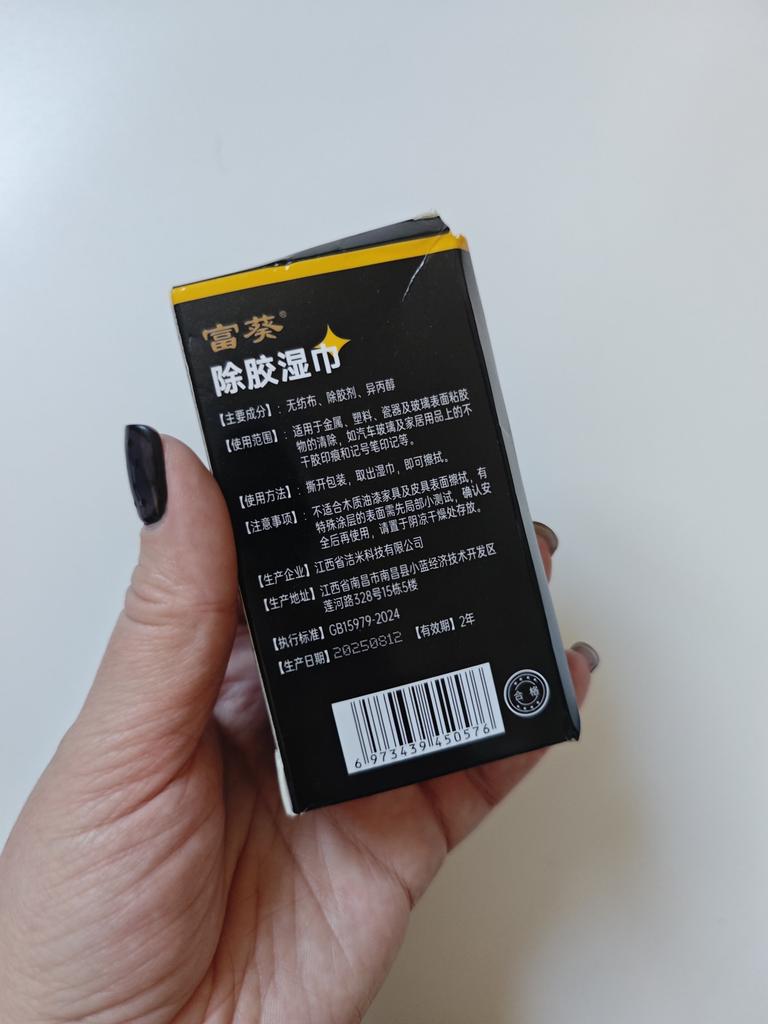 富葵®
除胶湿巾
【主要成分】：无纺布、除胶剂、异丙醇
【使用范围】：适用于金属、塑料、瓷器及玻璃表面粘胶
物的清除，如汽车玻璃及家居用品上的不
干胶印痕和记号笔印记等。
【使用方法】：撕开包装，取出湿巾，即可擦拭。
【注意事项】：不适合木质油漆家具及皮具表面擦拭，有
特殊涂层的表面需先局部小测试，确认安
全后再使用，请置于阴凉干燥处存放。
【生产企业】江西省洁米科技有限公司
【生产地址】江西省南昌市南昌县小蓝经济技术开发区
莲河路328号15栋5楼
【执行标准】GB15979-2024
【生产日期】20250812 【有效期】2年
合格
6 973439 450576